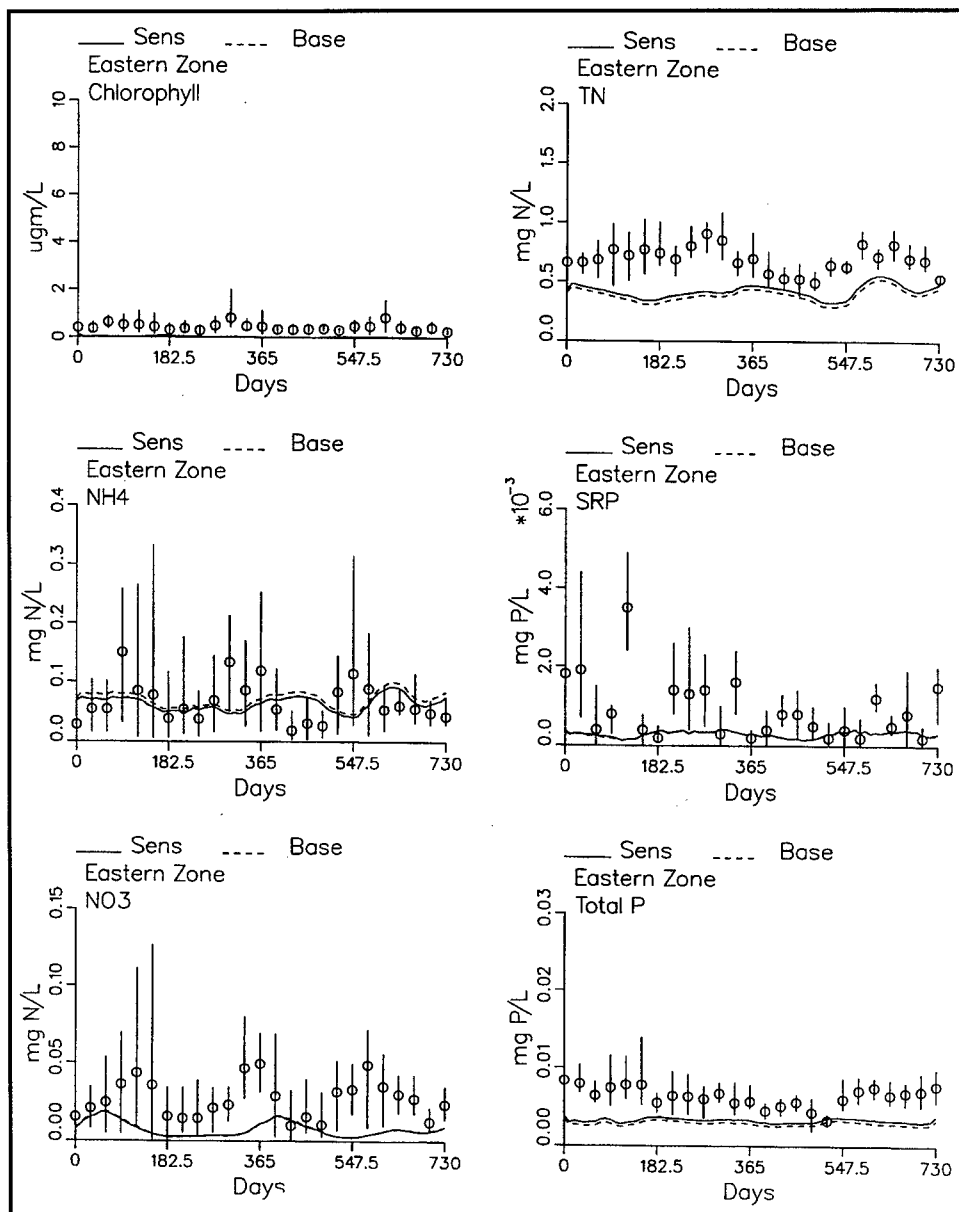 Sens Base
Eastern Zone
Chlorophyll
ugm/L
10
8
6
4
2
0
0 182.5 365 547.5 730
Days
Sens Base
Eastern Zone
TN
mg N/L
2.0
1.5
1.0
0.5
0.0
0 182.5 365 547.5 730
Days
Sens Base
Eastern Zone
NH4
mg N/L
0.4
0.3
0.2
0.1
0.0
0 182.5 365 547.5 730
Days
Sens Base
Eastern Zone
SRP
*10-3
mg P/L
6.0
4.0
2.0
0.0
0 182.5 365 547.5 730
Days
Sens Base
Eastern Zone
NO3
mg N/L
0.15
0.10
0.05
0.00
0 182.5 365 547.5 730
Days
Sens Base
Eastern Zone
Total P
mg P/L
0.03
0.02
0.01
0.00
0 182.5 365 547.5 730
Days